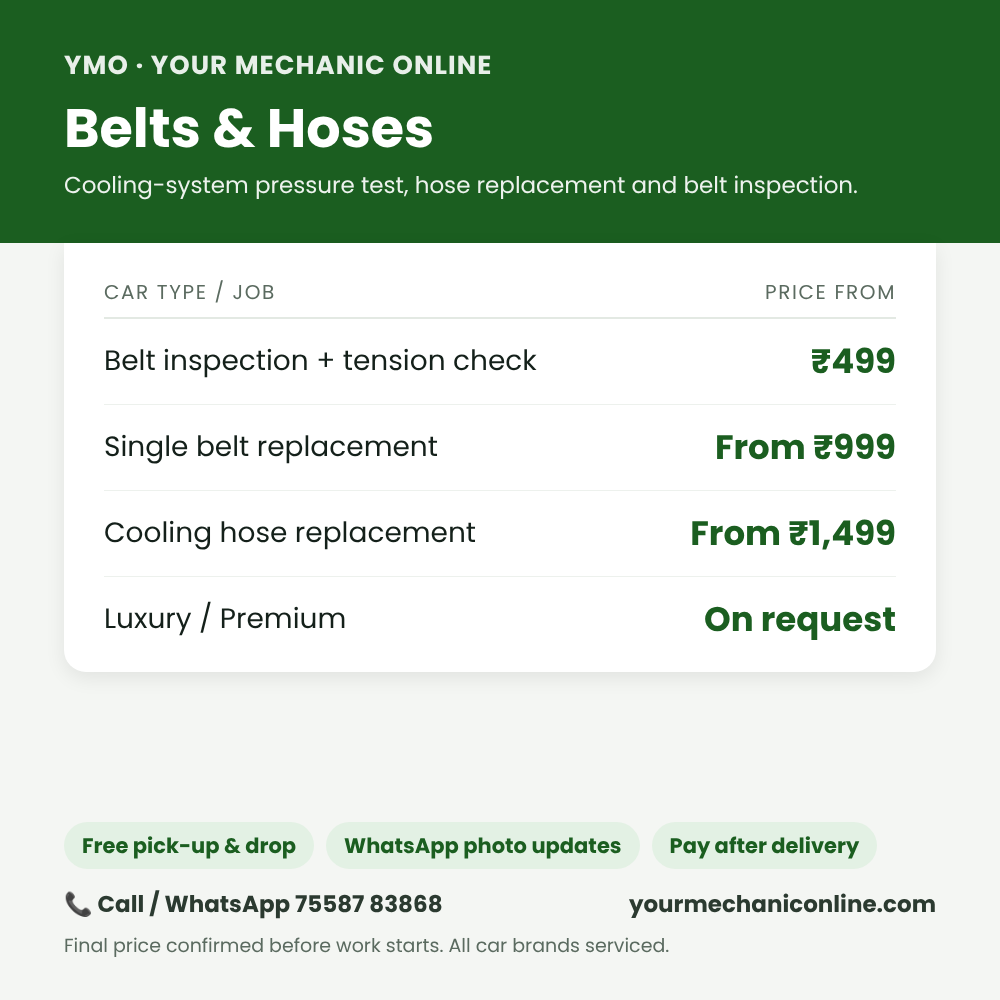 YMO · YOUR MECHANIC ONLINE
Belts & Hoses
Cooling-system pressure test, hose replacement and belt inspection.
CAR TYPE / JOB PRICE FROM
Belt inspection + tension check ₹499
Single belt replacement From ₹999
Cooling hose replacement From ₹1,499
Luxury / Premium On request
Free pick-up & drop WhatsApp photo updates Pay after delivery
📞 Call / WhatsApp 75587 83868 yourmechaniconline.com
Final price confirmed before work starts. All car brands serviced.